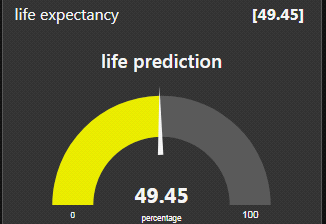 life expectancy [49.45]
life prediction
49.45
0 percentage 100